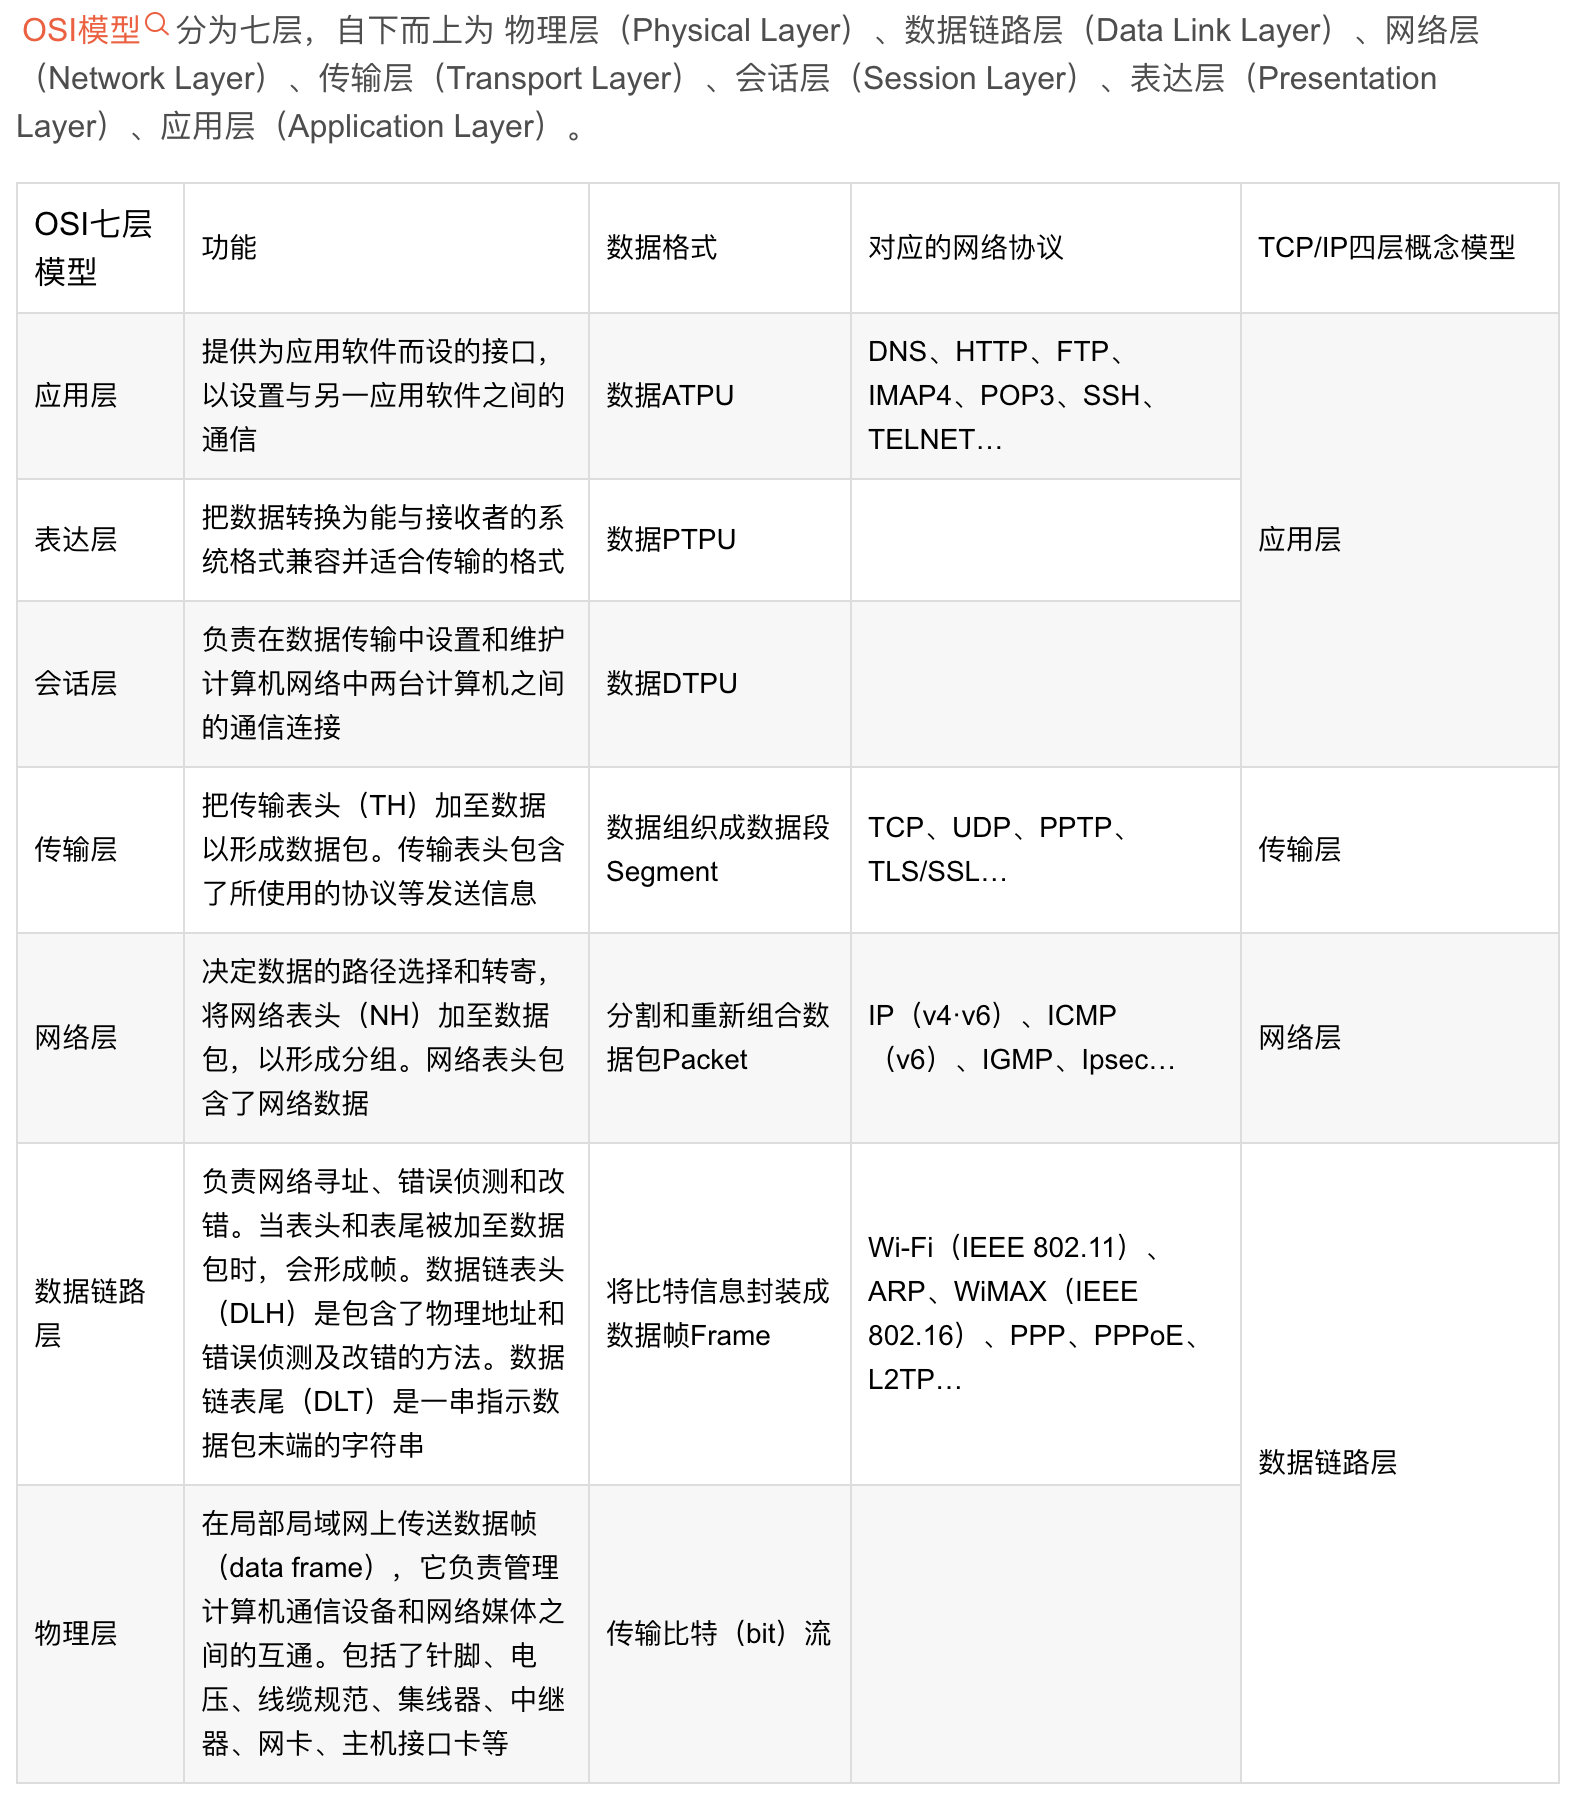 OSI模型 分为七层，自下而上为 物理层（Physical Layer）、数据链路层（Data Link Layer）、网络层
（Network Layer）、传输层（Transport Layer）、会话层（Session Layer）、表达层（Presentation
Layer）、应用层（Application Layer）。
OSI七层
模型
功能
数据格式
对应的网络协议
TCP/IP四层概念模型
应用层
提供为应用软件而设的接口，
以设置与另一应用软件之间的
通信
数据ATPU
DNS、HTTP、FTP、
IMAP4、POP3、SSH、
TELNET…
应用层
表达层
把数据转换为能与接收者的系
统格式兼容并适合传输的格式
数据PTPU
会话层
负责在数据传输中设置和维护
计算机网络中两台计算机之间
的通信连接
数据DTPU
传输层
把传输表头（TH）加至数据
以形成数据包。传输表头包含
了所使用的协议等发送信息
数据组织成数据段
Segment
TCP、UDP、PPTP、
TLS/SSL…
传输层
网络层
决定数据的路径选择和转寄，
将网络表头（NH）加至数据
包，以形成分组。网络表头包
含了网络数据
分割和重新组合数
据包Packet
IP（v4·v6）、ICMP
（v6）、IGMP、Ipsec…
网络层
数据链路
层
负责网络寻址、错误侦测和改
错。当表头和表尾被加至数据
包时，会形成帧。数据链表头
（DLH）是包含了物理地址和
错误侦测及改错的方法。数据
链表尾（DLT）是一串指示数
据包末端的字符串
将比特信息封装成
数据帧Frame
Wi-Fi（IEEE 802.11）、
ARP、WiMAX（IEEE
802.16）、PPP、PPPoE、
L2TP…
数据链路层
物理层
在局部局域网上传送数据帧
（data frame），它负责管理
计算机通信设备和网络媒体之
间的互通。包括了针脚、电
压、线缆规范、集线器、中继
器、网卡、主机接口卡等
传输比特（bit）流